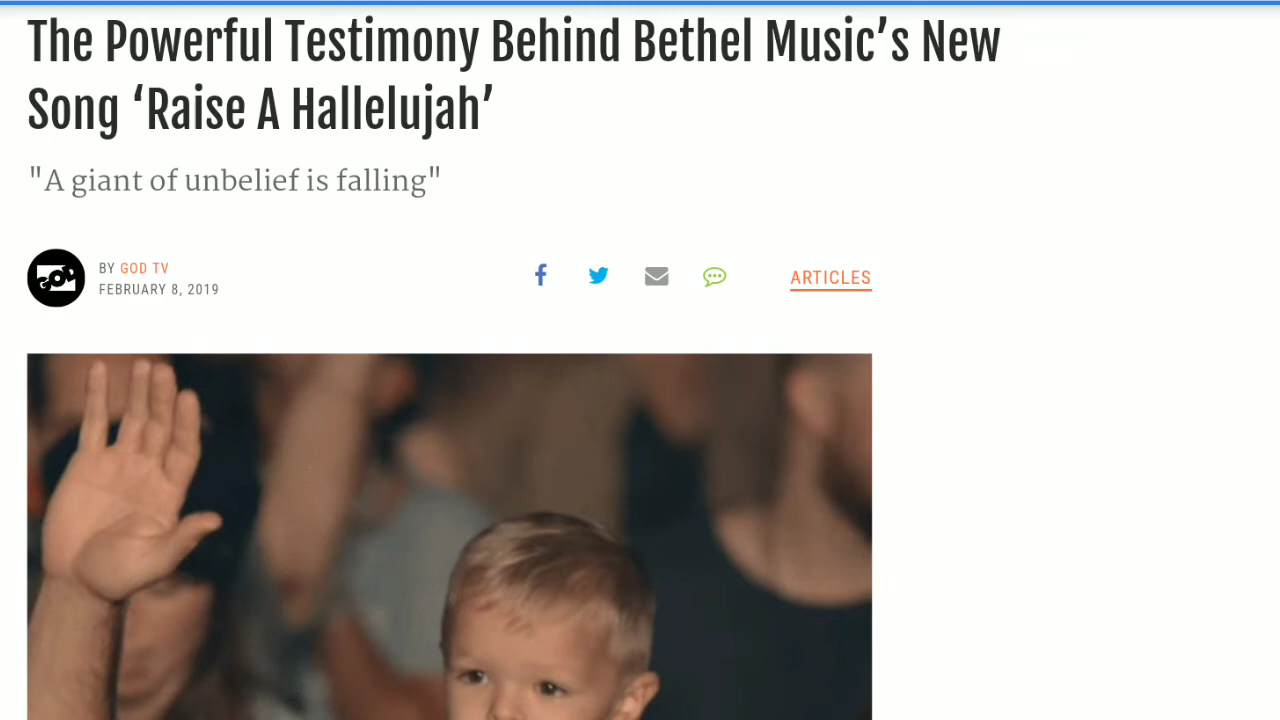 The Powerful Testimony Behind Bethel Music’s New
Song ‘Raise A Hallelujah’
"A giant of unbelief is falling"
GOD
BY GOD TV
FEBRUARY 8, 2019
ARTICLES